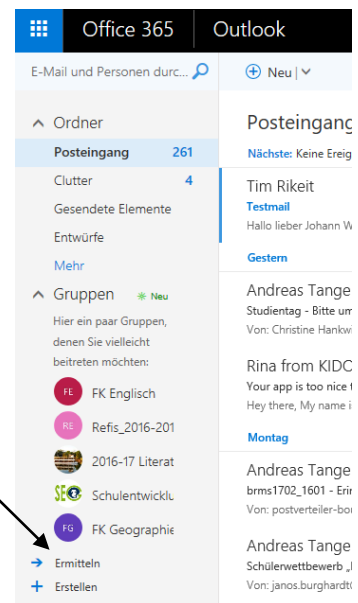 Office 365
Outlook
E-Mail und Personen durc...
Neu
Ordner
Posteingang 261
Clutter 4
Gesendete Elemente
Entwürfe
Mehr
Gruppen Neu
Hier ein paar Gruppen,
denen Sie vielleicht
beitreten möchten:
FE FK Englisch
RE Refis_2016-201
2016-17 Literat
SE Schulentwicklu
FG FK Geographie
Ermitteln
Erstellen
Posteingang
Nächste: Keine Ereig
Tim Rikeit
Testmail
Hallo lieber Johann W
Gestern
Andreas Tange
Studientag - Bitte um
Von: Christine Hankwi
Rina from KIDO
Your app is too nice t
Hey there, My name i
Montag
Andreas Tange
brms1702_1601 - Erin
Von: postverteiler-bor
Andreas Tange
Schülerwettbewerb „
Von: janos.burghardt